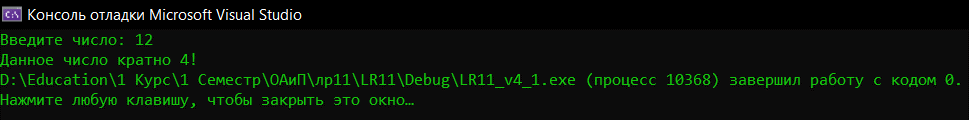 Консоль отладки Microsoft Visual Studio
Введите число: 12
Данное число кратно 4!
D:\Education\1 Курс\1 Семестр\ОАиП\лр11\LR11\Debug\LR11_v4_1.exe (процесс 10368) завершил работу с кодом 0.
Нажмите любую клавишу, чтобы закрыть это окно…